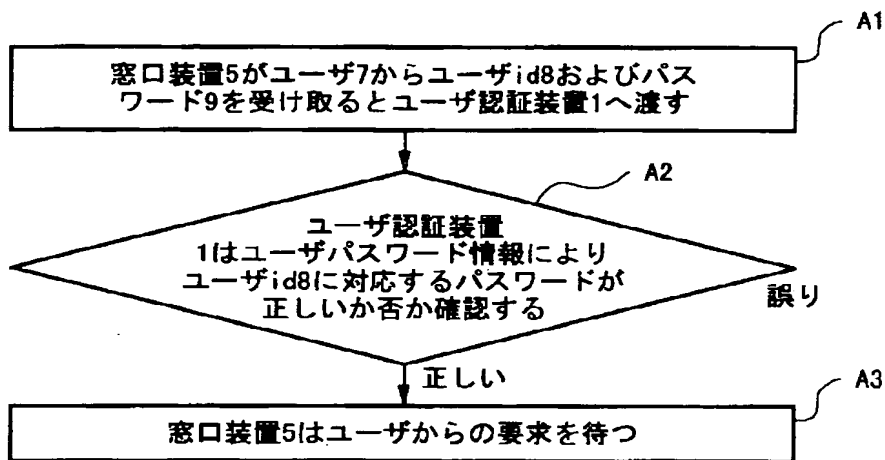 A1
窓口装置5がユーザ7からユーザid8およびパス
ワード9を受け取るとユーザ認証装置1へ渡す
A2
ユーザ認証装置
1はユーザパスワード情報により
ユーザid8に対応するパスワードが
正しいか否か確認する
誤り
正しい
A3
窓口装置5はユーザからの要求を待つ